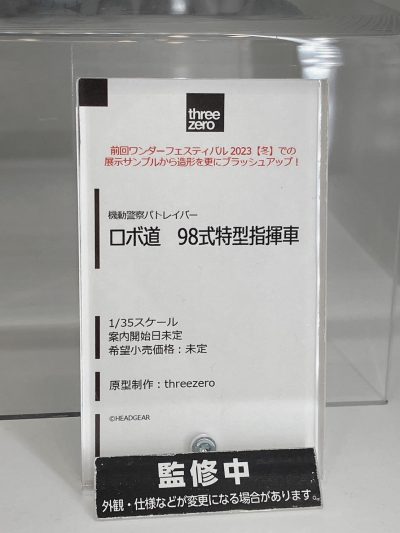 three
zero
前回ワンダーフェスティバル 2023【冬】での
展示サンプルから造形を更にブラッシュアップ！
機動警察パトレイバー
ロボ道　98式特型指揮車
1/35スケール
案内開始日未定
希望小売価格：未定
原型制作：threezero
©HEADGEAR
監修中
外観・仕様などが変更になる場合があります。